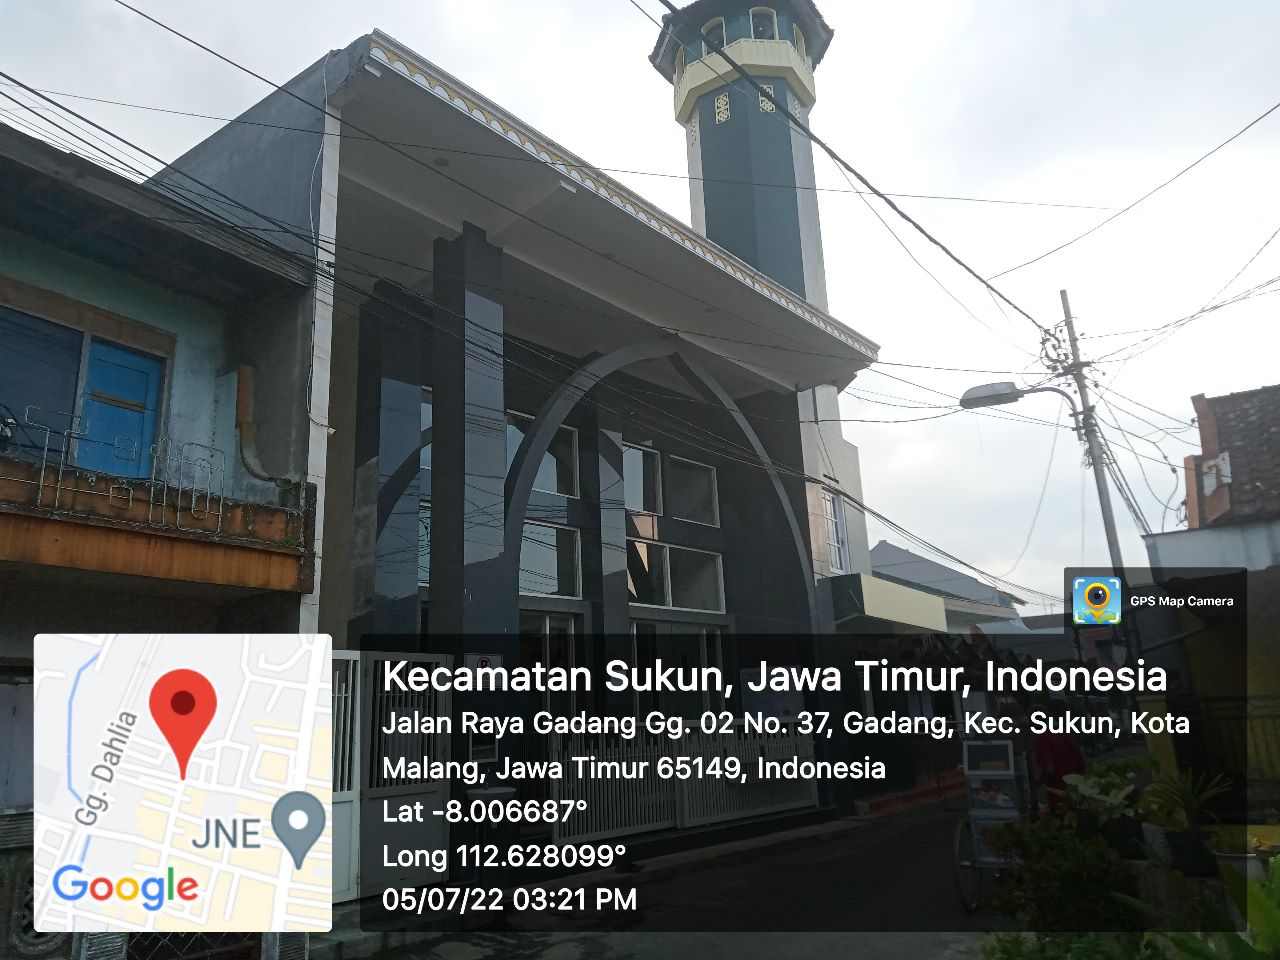 GPS Map Camera
Kecamatan Sukun, Jawa Timur, Indonesia
Jalan Raya Gadang Gg. 02 No. 37, Gadang, Kec. Sukun, Kota
Malang, Jawa Timur 65149, Indonesia
Lat -8.006687°
Long 112.628099°
05/07/22 03:21 PM
Gg. Dahlia
JNE
Google